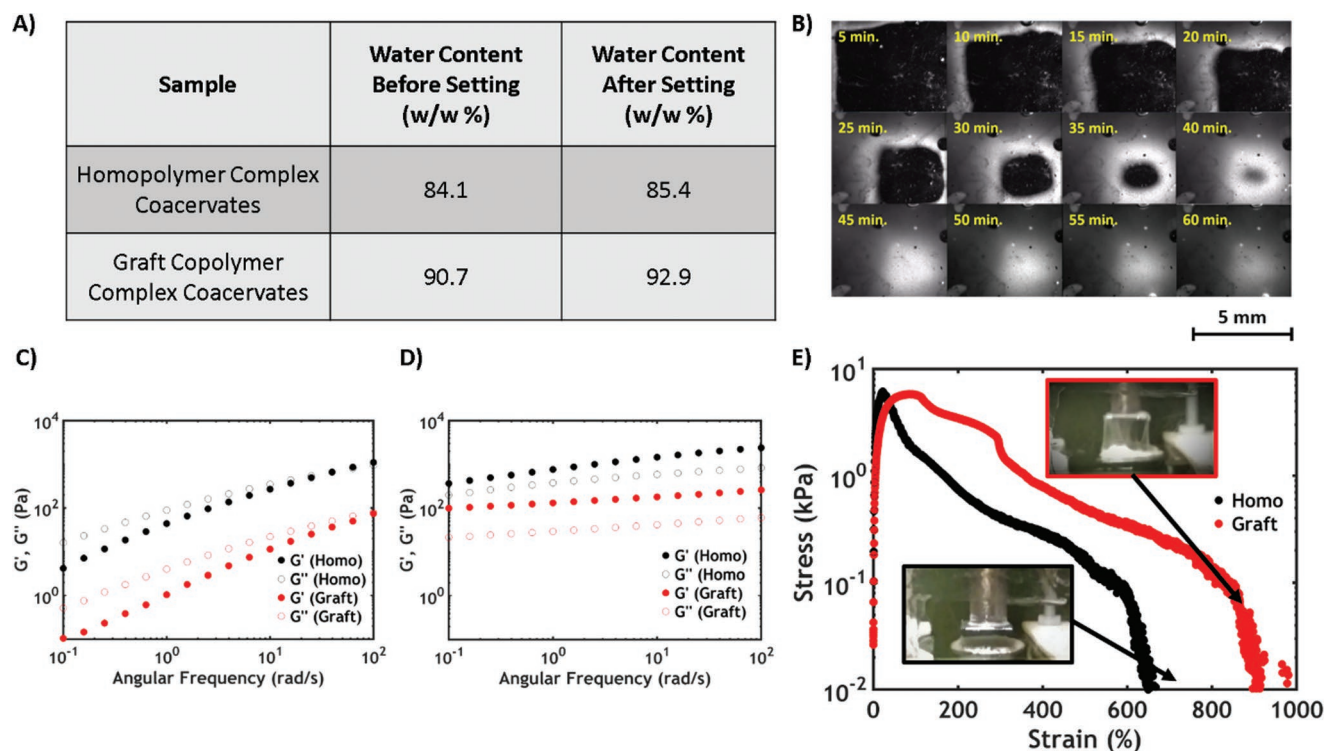 A)
Sample
Water Content
Before Setting
(w/w %)
Water Content
After Setting
(w/w %)
Homopolymer Complex
Coacervates
84.1
85.4
Graft Copolymer
Complex Coacervates
90.7
92.9
B)
5 min.
10 min.
15 min.
20 min.
25 min.
30 min.
35 min.
40 min.
45 min.
50 min.
55 min.
60 min.
5 mm
C)
G', G'' (Pa)
10^4
10^2
10^0
G' (Homo)
G'' (Homo)
G' (Graft)
G'' (Graft)
10^-1
10^0
10^1
10^2
Angular Frequency (rad/s)
D)
G', G'' (Pa)
10^4
10^2
10^0
G' (Homo)
G'' (Homo
G' (Graft)
G'' (Graft)
10^-1
10^0
10^1
10^2
Angular Frequency (rad/s)
E)
Stress (kPa)
10^1
10^0
10^-1
10^-2
Homo
Graft
0
200
400
600
800
1000
Strain (%)